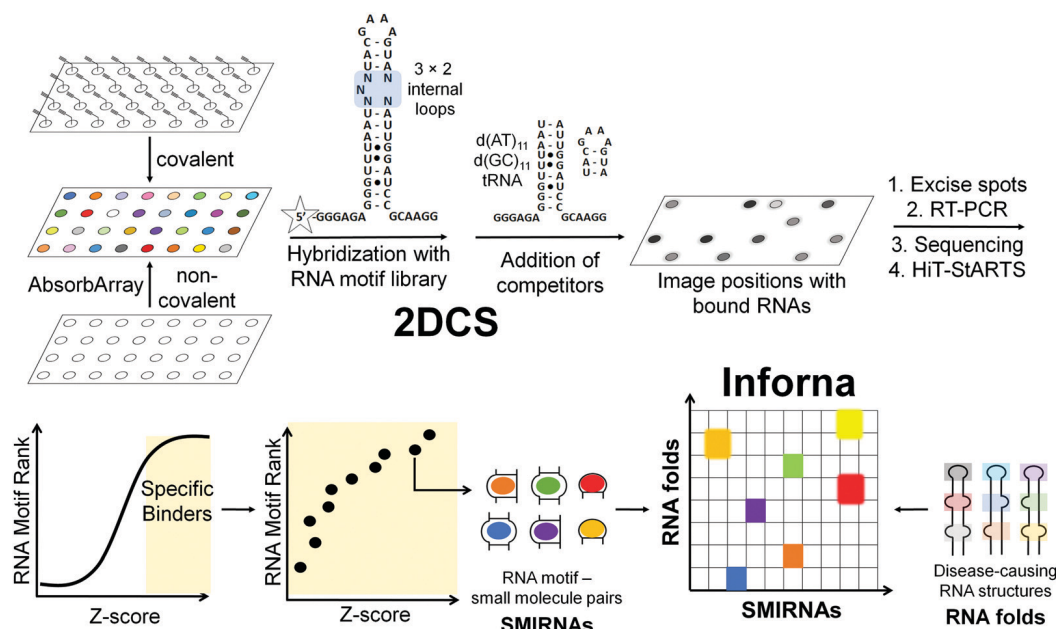 covalent
AbsorbArray
non-
covalent
3 × 2
internal
loops
5'
-GGGAGA
GCAAGG
Hybridization with
RNA motif library
d(AT)11
d(GC)11
tRNA
GGGAGA
GCAAGG
Addition of
competitors
2DCS
Image positions with
bound RNAs
1. Excise spots
2. RT-PCR
3. Sequencing
4. HiT-StARTS
RNA Motif Rank
Specific
Binders
Z-score
RNA Motif Rank
Z-score
RNA motif –
small molecule pairs
SMIRNAs
Inforna
RNA folds
SMIRNAs
Disease-causing
RNA structures
RNA folds